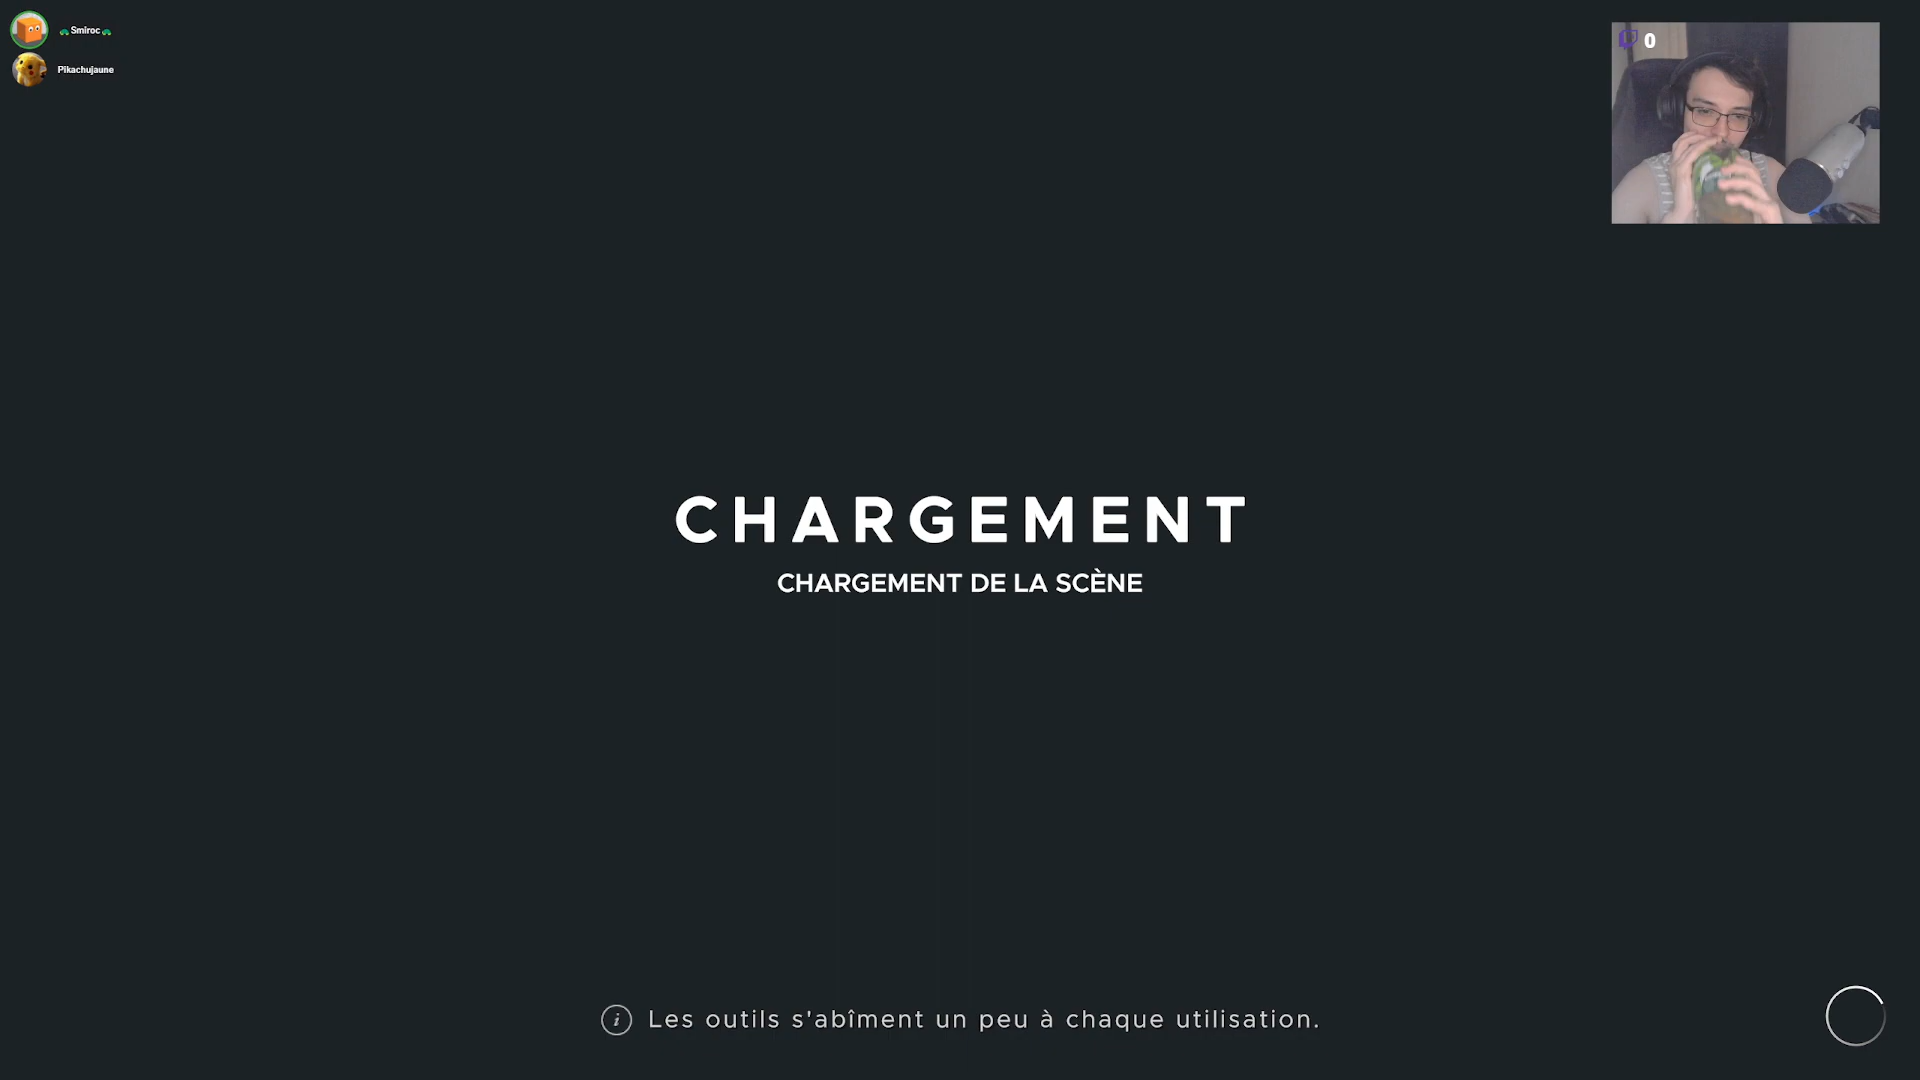 Smiroc
Pikachujaune
0
CHARGEMENT
CHARGEMENT DE LA SCÈNE
i Les outils s'abîment un peu à chaque utilisation.